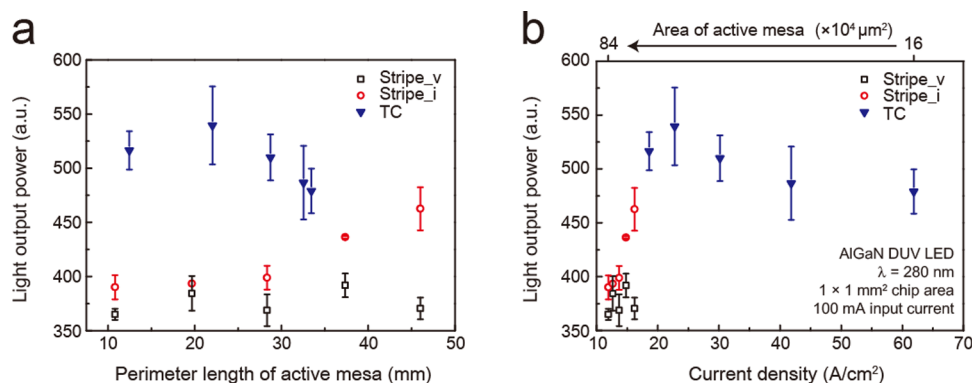 a
Light output power (a.u.)
600
550
500
450
400
350
10
20
30
40
50
Perimeter length of active mesa (mm)
Stripe_v
Stripe_i
TC
b
Area of active mesa (×10⁴ μm²)
84
16
Light output power (a.u.)
600
550
500
450
400
350
10
20
30
40
50
60
70
Current density (A/cm²)
Stripe_v
Stripe_i
TC
AlGaN DUV LED
λ = 280 nm
1 × 1 mm² chip area
100 mA input current